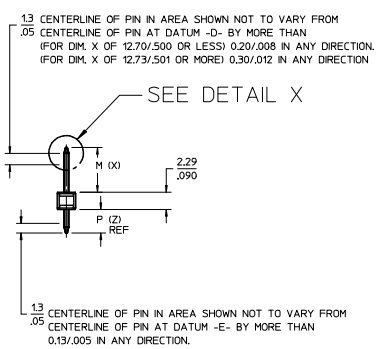 1.3 CENTERLINE OF PIN IN AREA SHOWN NOT TO VARY FROM
.05 CENTERLINE OF PIN AT DATUM -D- BY MORE THAN
(FOR DIM. X OF 12.70/.500 OR LESS) 0.20/.008 IN ANY DIRECTION.
(FOR DIM. X OF 12.73/.501 OR MORE) 0.30/.012 IN ANY DIRECTION
SEE DETAIL X
M (X)
2.29
.090
P (Z)
REF
1.3 CENTERLINE OF PIN IN AREA SHOWN NOT TO VARY FROM
.05 CENTERLINE OF PIN AT DATUM -E- BY MORE THAN
0.13/.005 IN ANY DIRECTION.